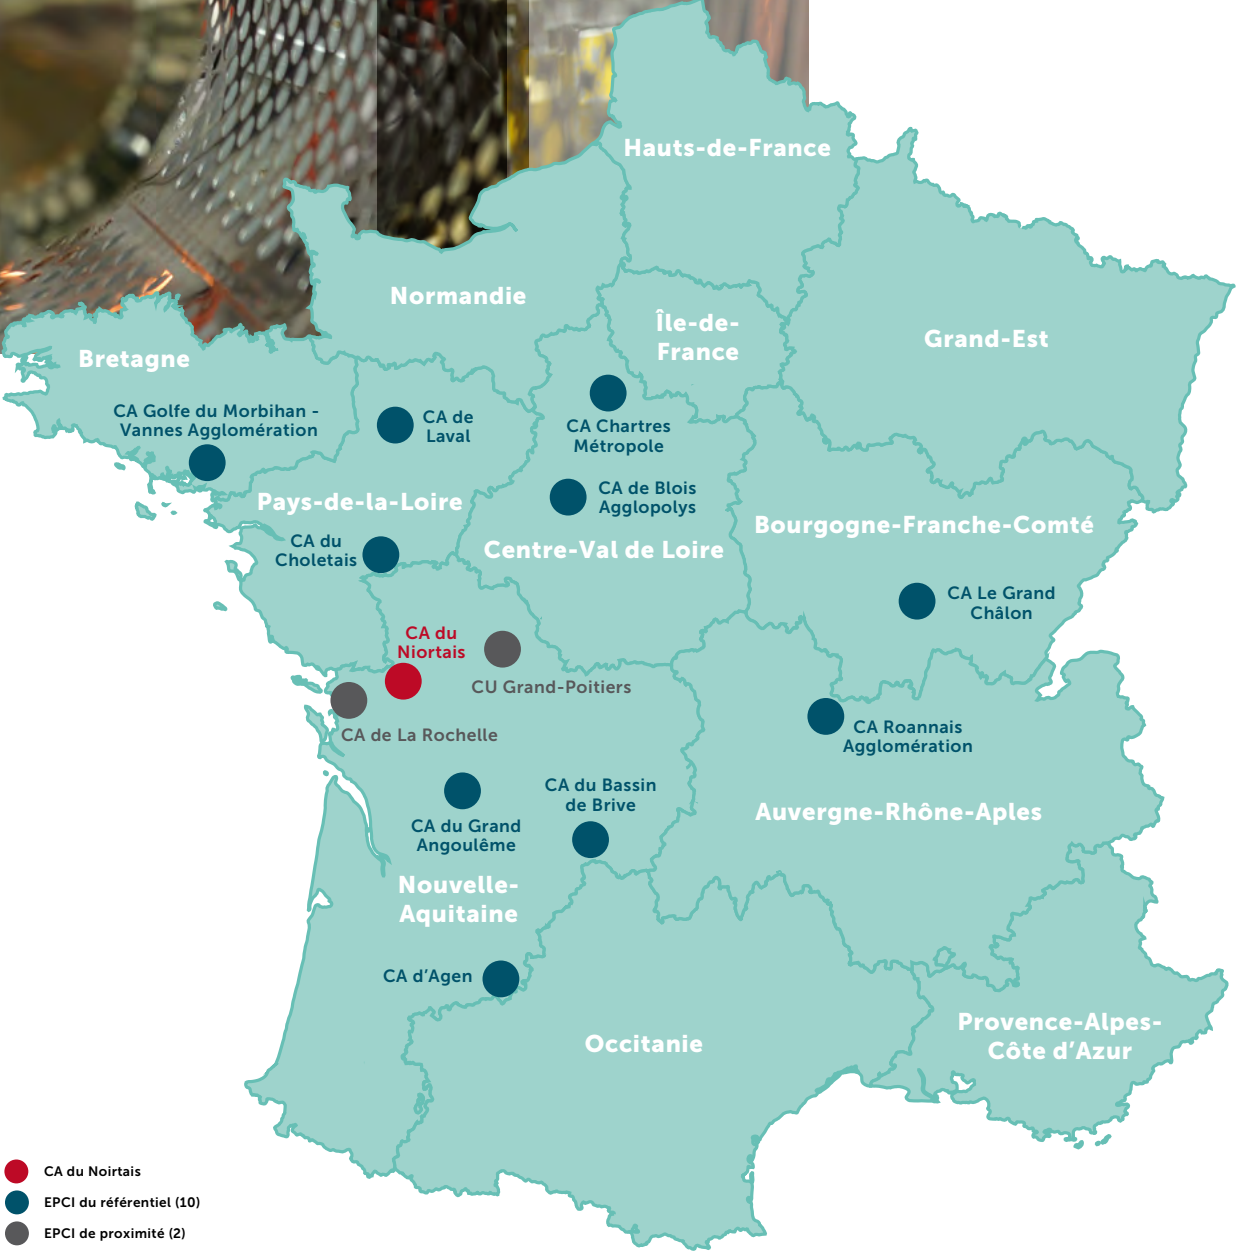 Hauts-de-France
Normandie
Île-de-
France
Grand-Est
Bretagne
CA Golfe du Morbihan -
Vannes Agglomération
CA de
Laval
CA Chartres
Métropole
CA de Blois
Agglopolys
Pays-de-la-Loire
Centre-Val de Loire
Bourgogne-Franche-Comté
CA du
Choletais
CA Le Grand
Châlon
CA du
Niortais
CU Grand-Poitiers
CA de La Rochelle
CA Roannais
Agglomération
CA du Bassin
de Brive
CA du Grand
Angoulême
Auvergne-Rhône-Aples
Nouvelle-
Aquitaine
CA d’Agen
Occitanie
Provence-Alpes-
Côte d’Azur
CA du Noirtais
EPCI du référentiel (10)
EPCI de proximité (2)